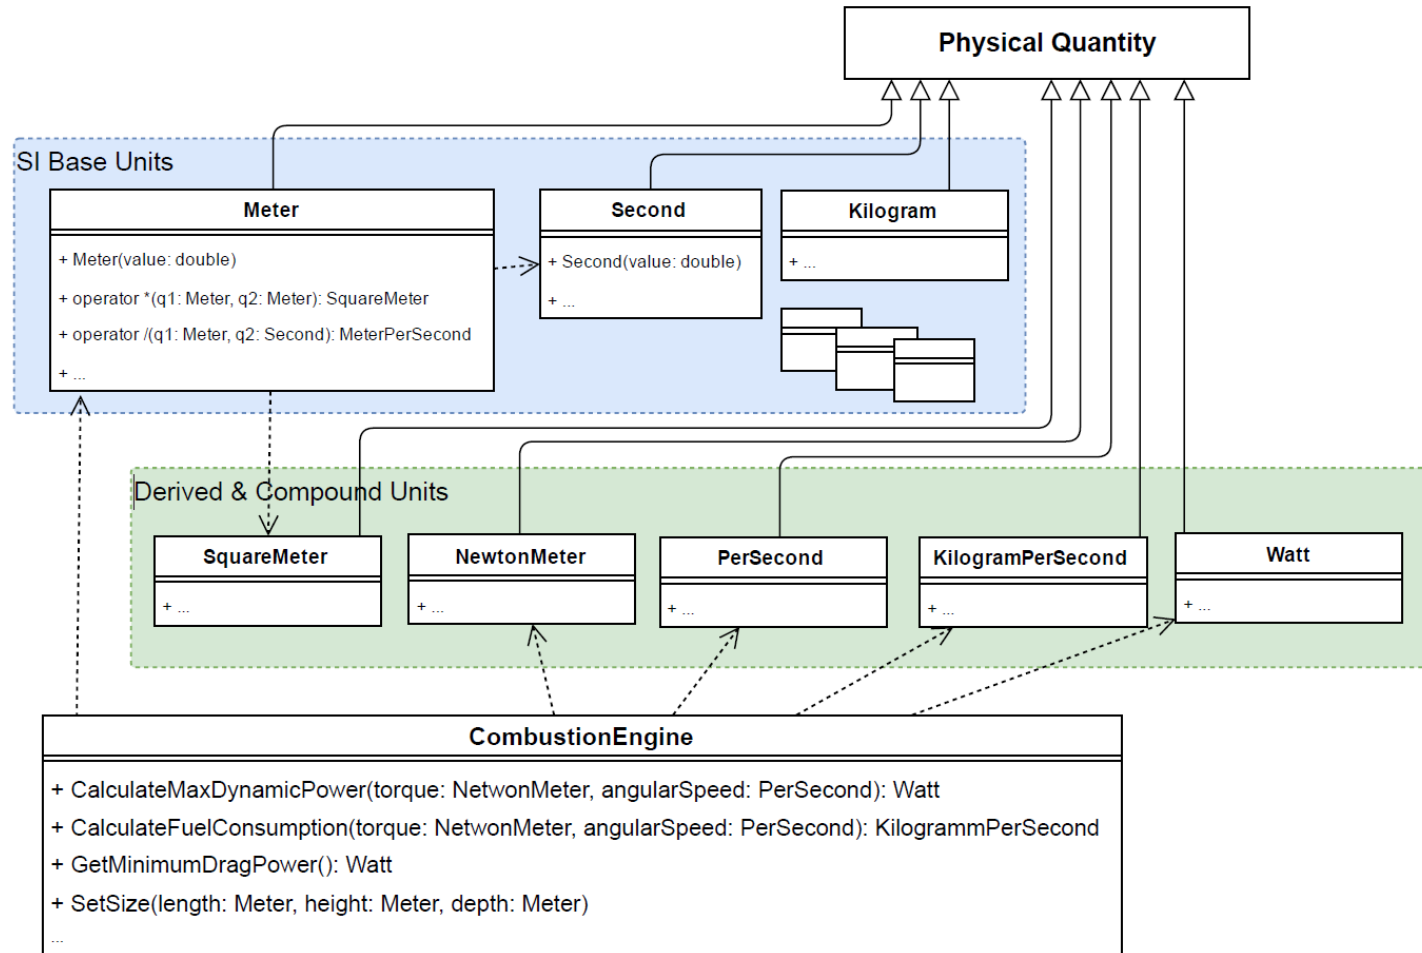 Physical Quantity
SI Base Units
Meter
+ Meter(value: double)
+ operator *(q1: Meter, q2: Meter): SquareMeter
+ operator /(q1: Meter, q2: Second): MeterPerSecond
+ ...
Second
+ Second(value: double)
+ ...
Kilogram
+ ...
Derived & Compound Units
SquareMeter
+ ...
NewtonMeter
+ ...
PerSecond
+ ...
KilogramPerSecond
+ ...
Watt
+ ...
CombustionEngine
+ CalculateMaxDynamicPower(torque: NetwonMeter, angularSpeed: PerSecond): Watt
+ CalculateFuelConsumption(torque: NetwonMeter, angularSpeed: PerSecond): KilogrammPerSecond
+ GetMinimumDragPower(): Watt
+ SetSize(length: Meter, height: Meter, depth: Meter)
...